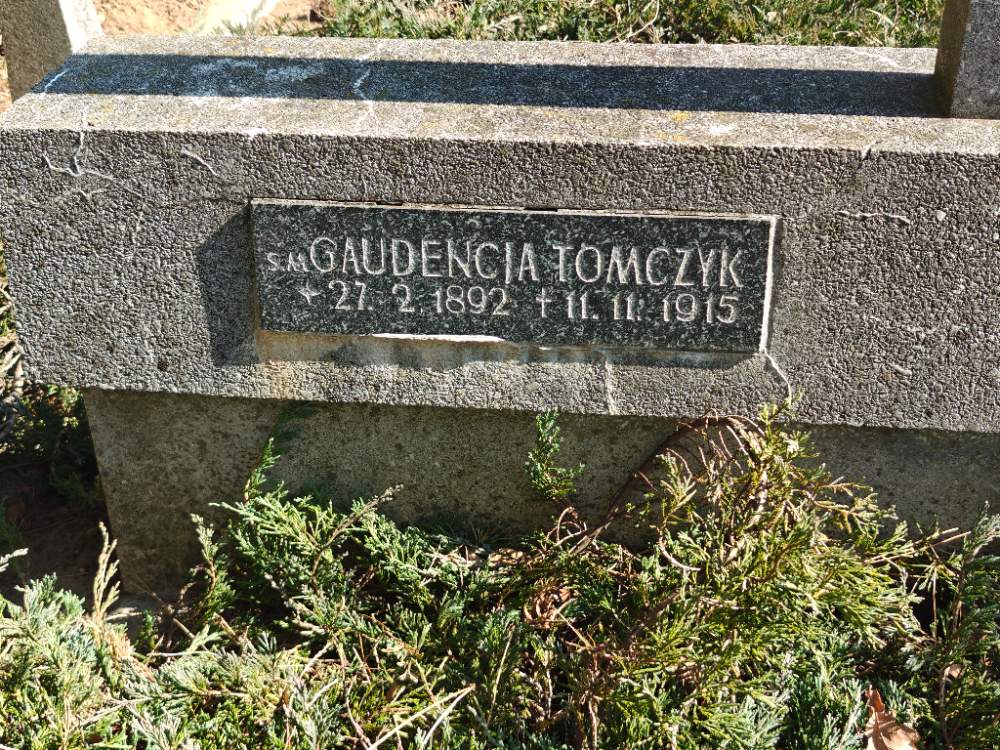 S.M GAUDENCJA TOMCZYK
+ 27. 2. 1892 † 11. 11. 1915